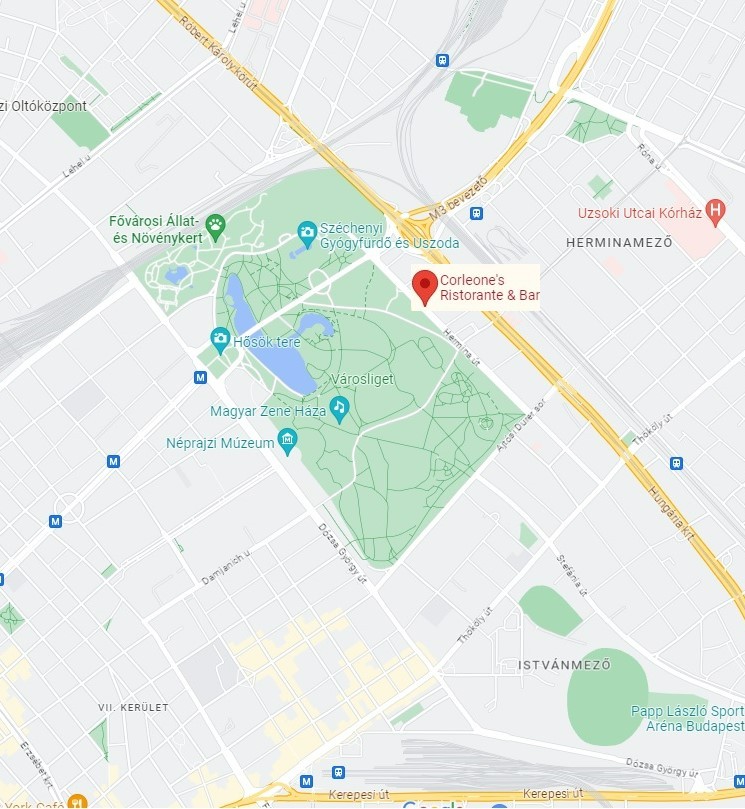 Lehel u
Róbert Károly körút
zi Oltóközpont
Lehel u
Róna u.
M3 bevezető
Uzsoki Utcai Kórház
H
Fővárosi Állat-
és Növénykert
Széchenyi
Gyógyfürdő és Uszoda
HERMINAMEZŐ
Corleone's
Ristorante & Bar
Hősök tere
Hermina út
M
Városliget
Magyar Zene Háza
Ajtósi Dürer sor
Néprajzi Múzeum
Thököly út
M
M
Hungária krt.
Dózsa György út
Damjanich u.
Stefánia út
Thököly út
ISTVÁNMEZŐ
VII. KERÜLET
Papp László Sport
Aréna Budapest
Erzsébet krt.
Dózsa György út
M
M
Kerepesi út
Kerepesi út
York Café
Google